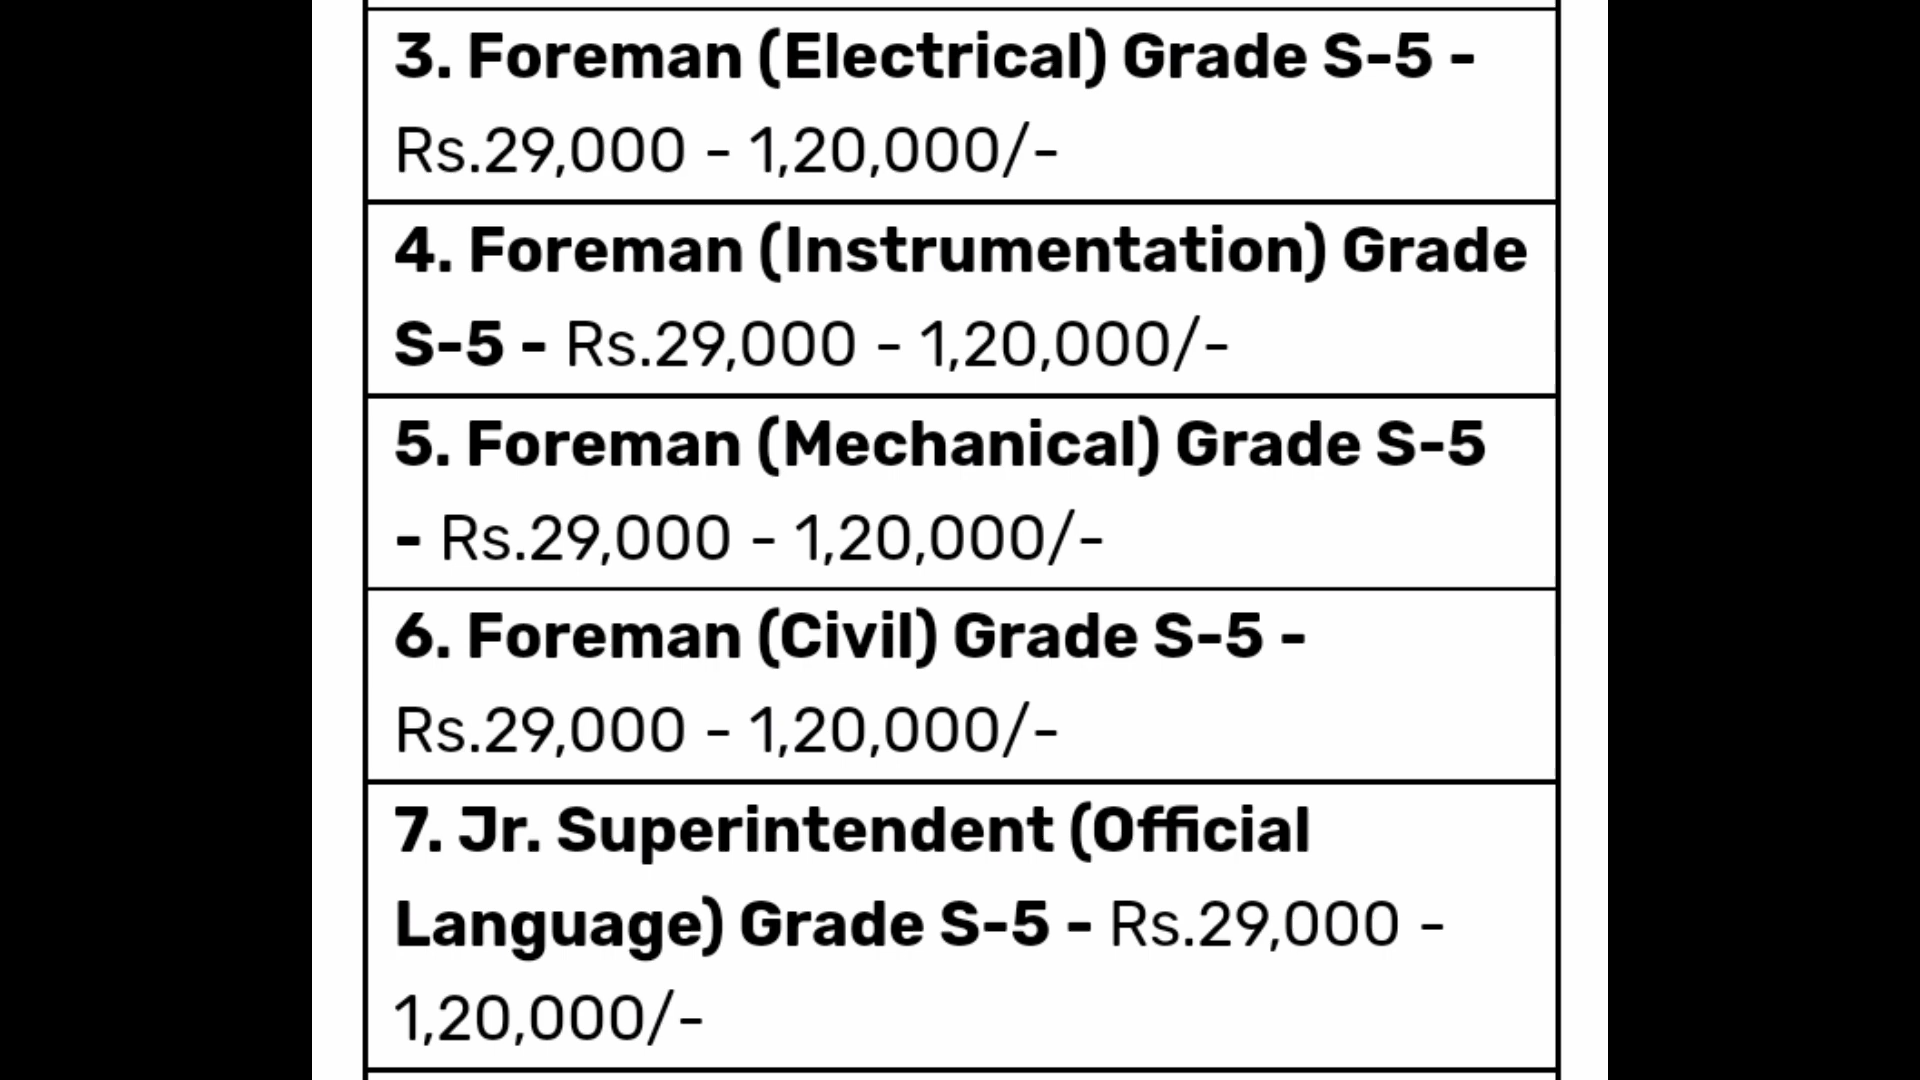 3. Foreman (Electrical) Grade S-5 -
Rs.29,000 - 1,20,000/-
4. Foreman (Instrumentation) Grade
S-5 - Rs.29,000 - 1,20,000/-
5. Foreman (Mechanical) Grade S-5
- Rs.29,000 - 1,20,000/-
6. Foreman (Civil) Grade S-5 -
Rs.29,000 - 1,20,000/-
7. Jr. Superintendent (Official
Language) Grade S-5 - Rs.29,000 -
1,20,000/-